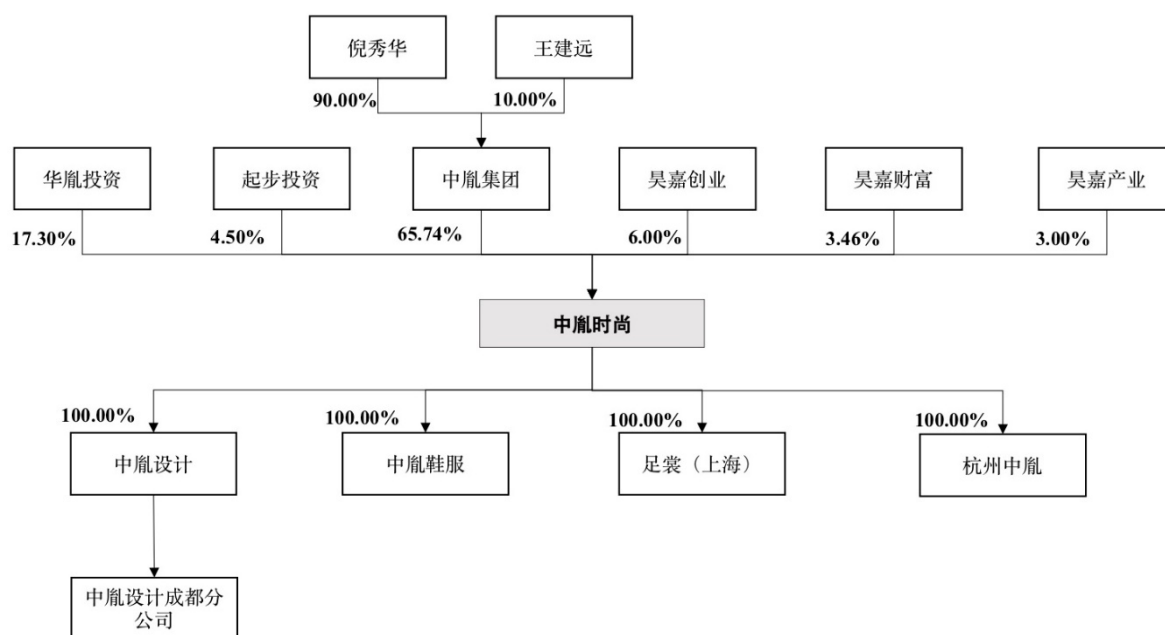 倪秀华
王建远
90.00%
10.00%
华胤投资
起步投资
中胤集团
昊嘉创业
昊嘉财富
昊嘉产业
17.30%
4.50%
65.74%
6.00%
3.46%
3.00%
中胤时尚
100.00%
100.00%
100.00%
100.00%
中胤设计
中胤鞋服
足裳（上海）
杭州中胤
中胤设计成都分
公司